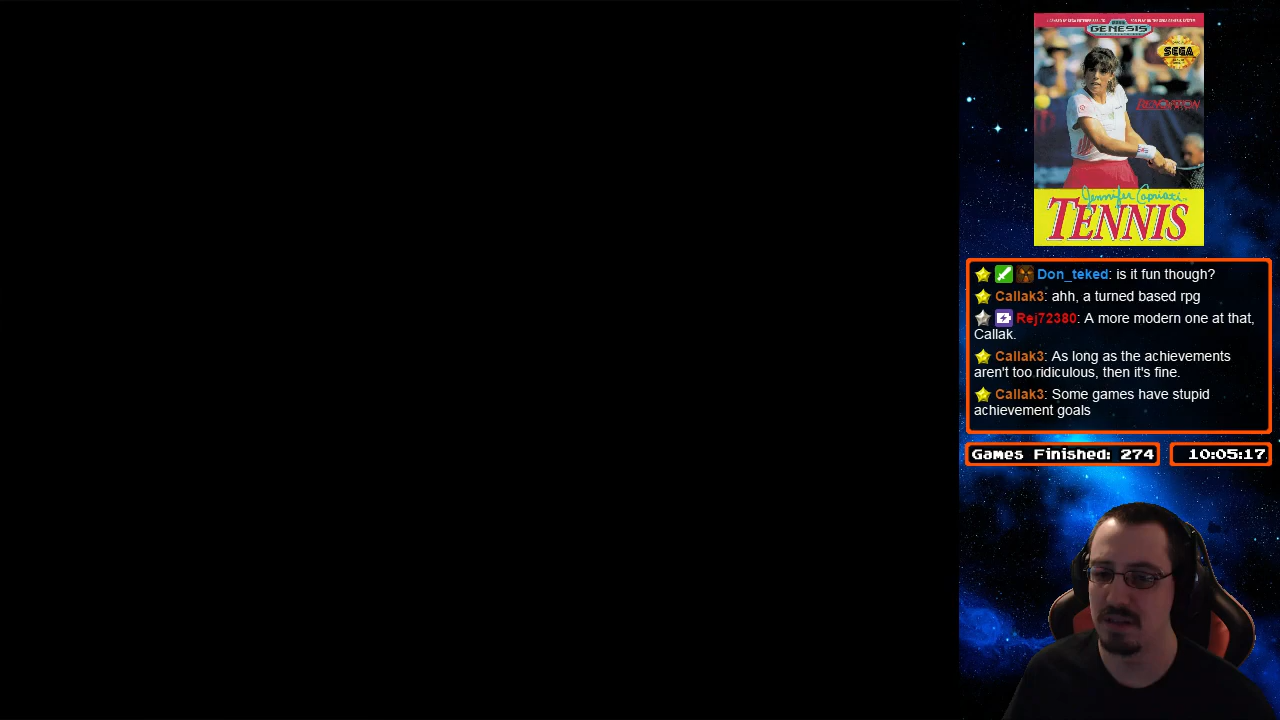 GENESIS
SEGA
RENOVATION
Jennifer Capriati
TENNIS
Don_teked: is it fun though?
Callak3: ahh, a turned based rpg
Rej72380: A more modern one at that,
Callak.
Callak3: As long as the achievements
aren't too ridiculous, then it's fine.
Callak3: Some games have stupid
achievement goals
Games Finished: 274
10:05:17